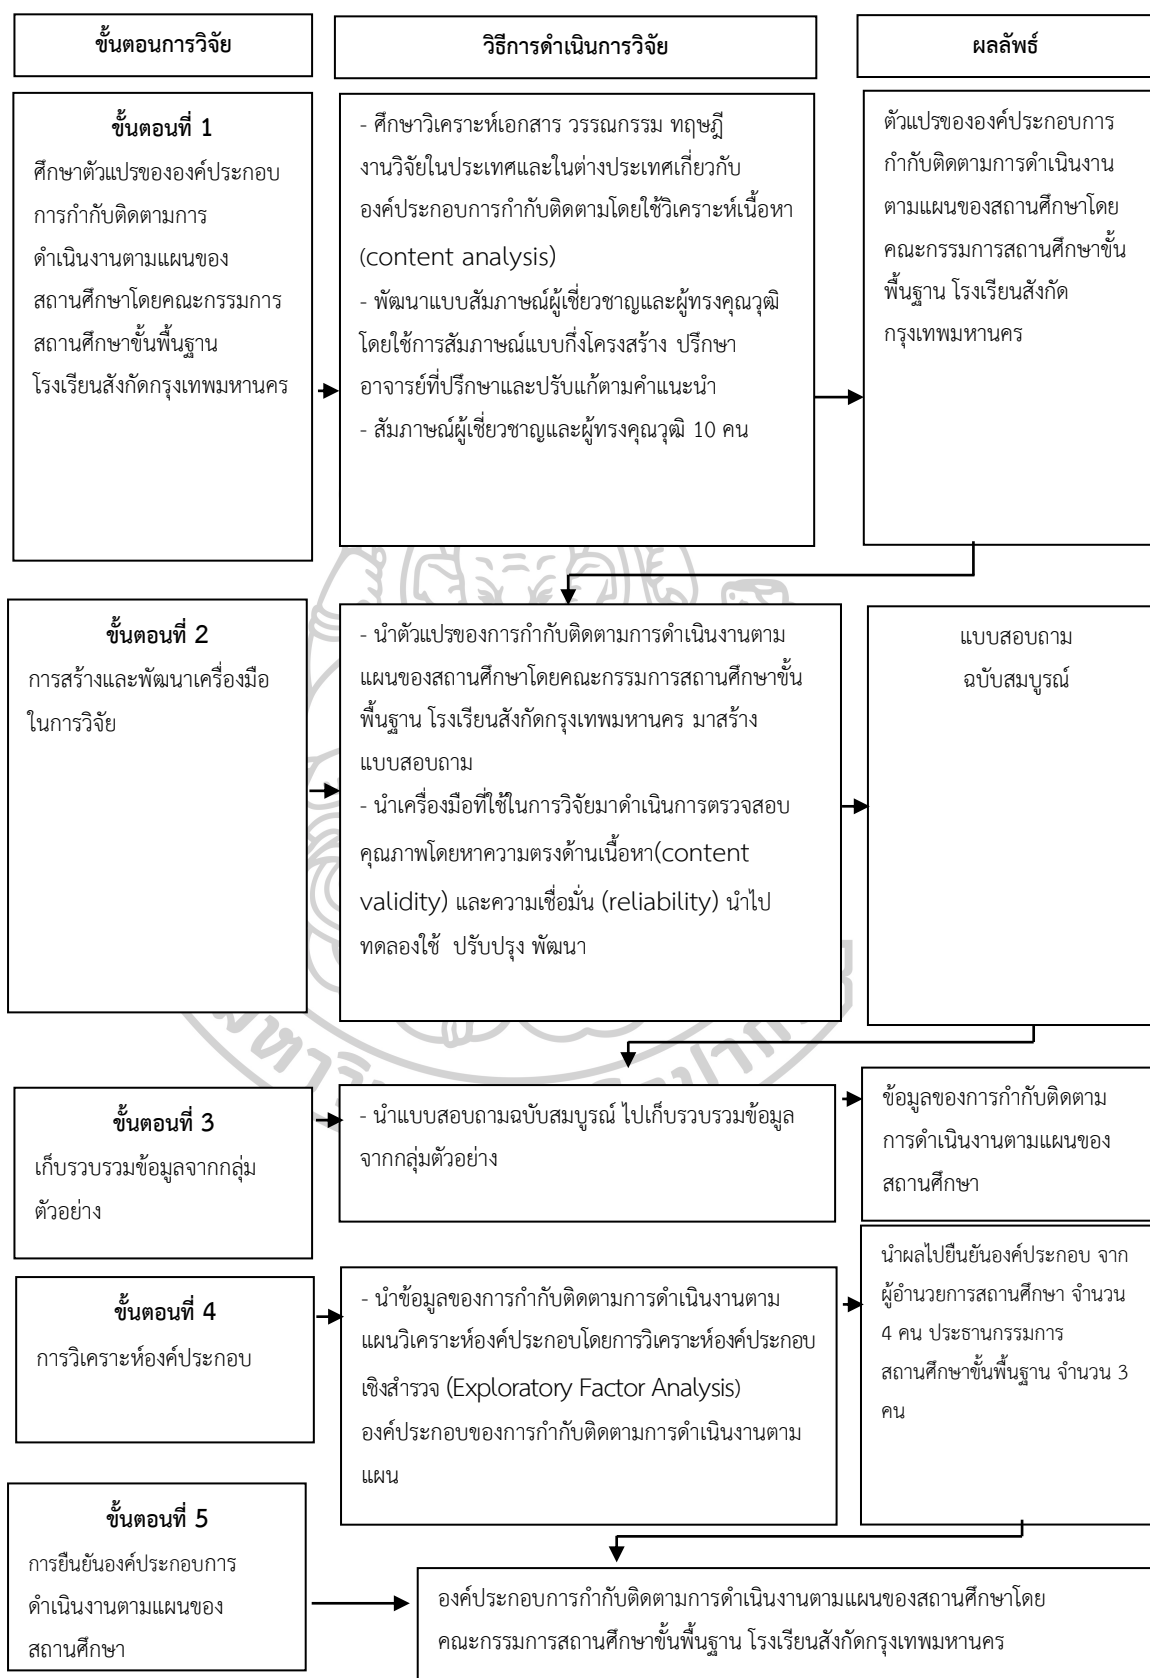 ขั้นตอนการวิจัย
วิธีการดำเนินการวิจัย
ผลลัพธ์
ขั้นตอนที่ 1
ศึกษาตัวแปรขององค์ประกอบ
การกำกับติดตามการ
ดำเนินงานตามแผนของ
สถานศึกษาโดยคณะกรรมการ
สถานศึกษาขั้นพื้นฐาน
โรงเรียนสังกัดกรุงเทพมหานคร
- ศึกษาวิเคราะห์เอกสาร วรรณกรรม ทฤษฎี
งานวิจัยในประเทศและในต่างประเทศเกี่ยวกับ
องค์ประกอบการกำกับติดตามโดยใช้วิเคราะห์เนื้อหา
(content analysis)
- พัฒนาแบบสัมภาษณ์ผู้เชี่ยวชาญและผู้ทรงคุณวุฒิ
โดยใช้การสัมภาษณ์แบบกึ่งโครงสร้าง ปรึกษา
อาจารย์ที่ปรึกษาและปรับแก้ตามคำแนะนำ
- สัมภาษณ์ผู้เชี่ยวชาญและผู้ทรงคุณวุฒิ 10 คน
ตัวแปรขององค์ประกอบการ
กำกับติดตามการดำเนินงาน
ตามแผนของสถานศึกษาโดย
คณะกรรมการสถานศึกษาขั้น
พื้นฐาน โรงเรียนสังกัด
กรุงเทพมหานคร
ขั้นตอนที่ 2
การสร้างและพัฒนาเครื่องมือ
ในการวิจัย
- นำตัวแปรของการกำกับติดตามการดำเนินงานตาม
แผนของสถานศึกษาโดยคณะกรรมการสถานศึกษาขั้น
พื้นฐาน โรงเรียนสังกัดกรุงเทพมหานคร มาสร้าง
แบบสอบถาม
- นำเครื่องมือที่ใช้ในการวิจัยมาดำเนินการตรวจสอบ
คุณภาพโดยหาความตรงด้านเนื้อหา(content
validity) และความเชื่อมั่น (reliability) นำไป
ทดลองใช้ ปรับปรุง พัฒนา
แบบสอบถาม
ฉบับสมบูรณ์
ขั้นตอนที่ 3
เก็บรวบรวมข้อมูลจากกลุ่ม
ตัวอย่าง
- นำแบบสอบถามฉบับสมบูรณ์ ไปเก็บรวบรวมข้อมูล
จากกลุ่มตัวอย่าง
ข้อมูลของการกำกับติดตาม
การดำเนินงานตามแผนของ
สถานศึกษา
ขั้นตอนที่ 4
การวิเคราะห์องค์ประกอบ
- นำข้อมูลของการกำกับติดตามการดำเนินงานตาม
แผนวิเคราะห์องค์ประกอบโดยการวิเคราะห์องค์ประกอบ
เชิงสำรวจ (Exploratory Factor Analysis)
องค์ประกอบของการกำกับติดตามการดำเนินงานตาม
แผน
นำผลไปยืนยันองค์ประกอบ จาก
ผู้อำนวยการสถานศึกษา จำนวน
4 คน ประธานกรรมการ
สถานศึกษาขั้นพื้นฐาน จำนวน 3
คน
ขั้นตอนที่ 5
การยืนยันองค์ประกอบการ
ดำเนินงานตามแผนของ
สถานศึกษา
องค์ประกอบการกำกับติดตามการดำเนินงานตามแผนของสถานศึกษาโดย
คณะกรรมการสถานศึกษาขั้นพื้นฐาน โรงเรียนสังกัดกรุงเทพมหานคร